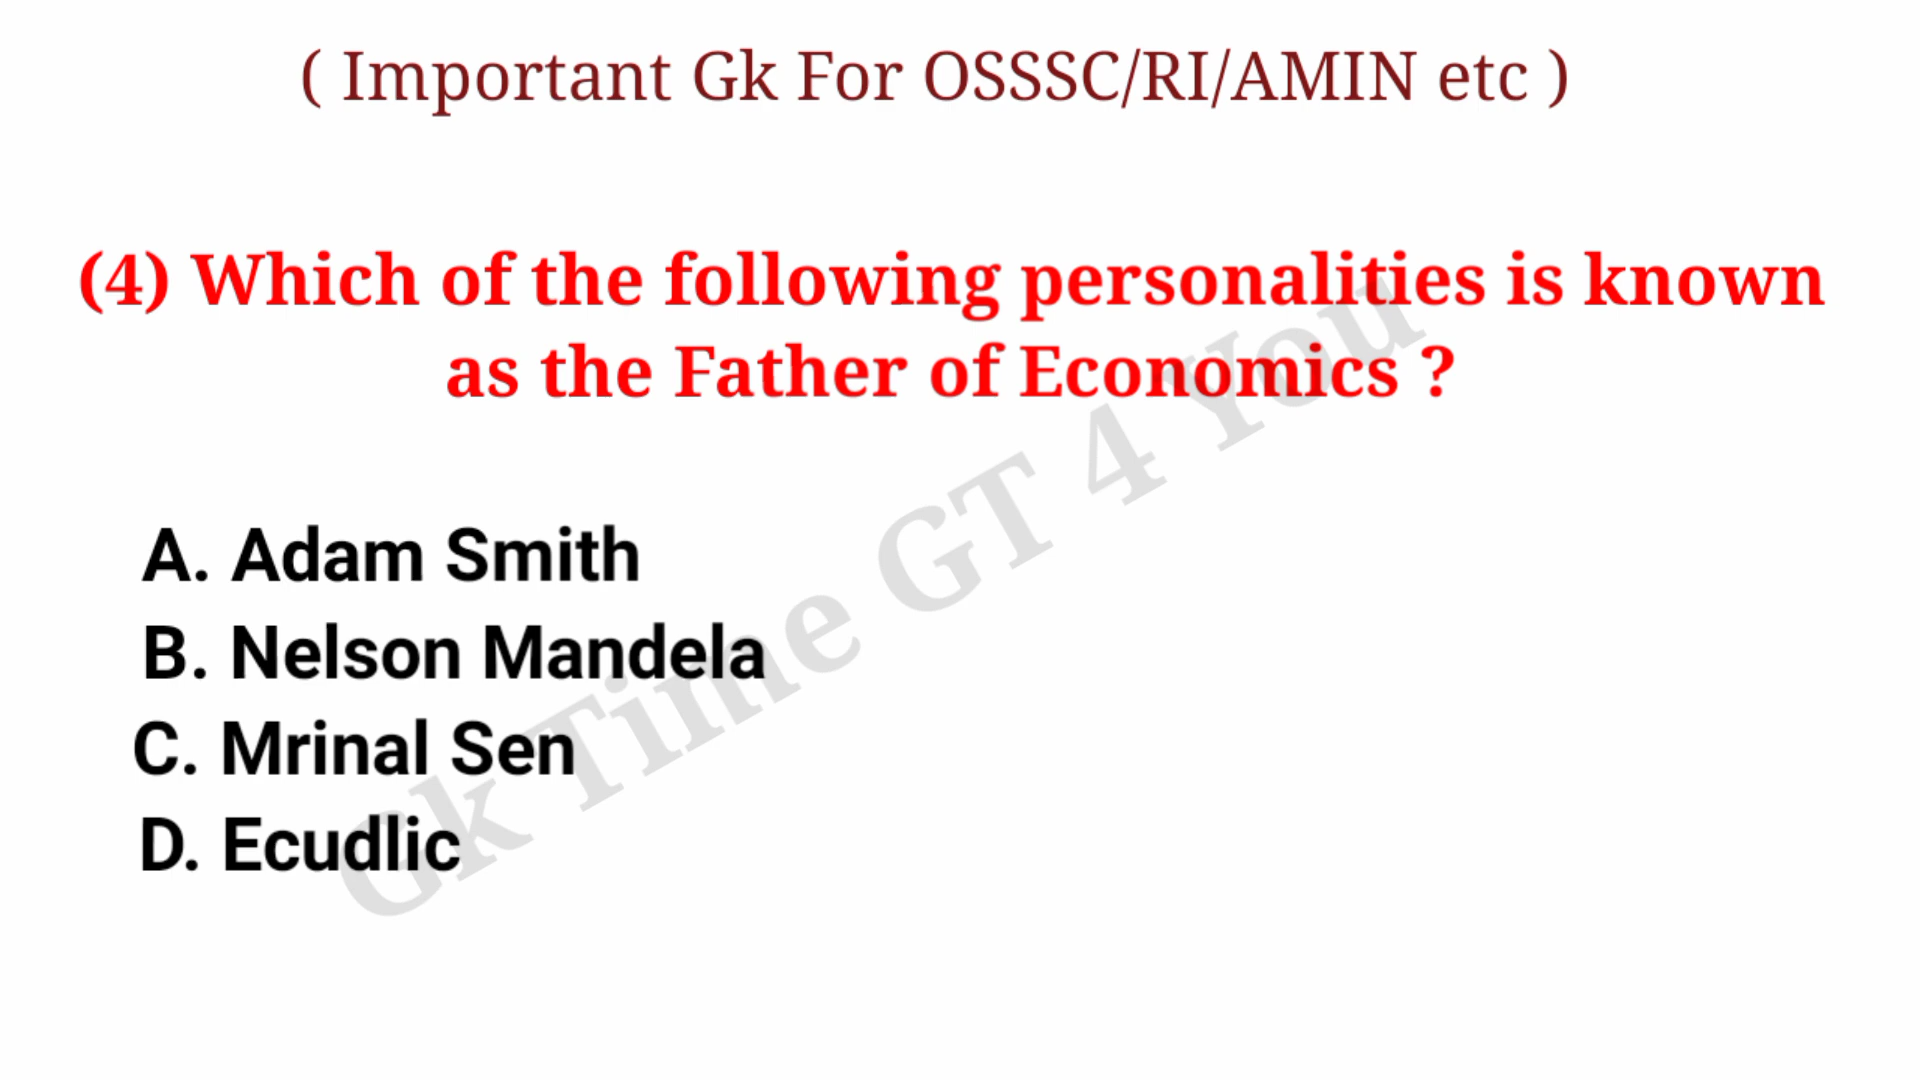 ( Important Gk For OSSSC/RI/AMIN etc )
(4) Which of the following personalities is known
as the Father of Economics ?
A. Adam Smith
B. Nelson Mandela
C. Mrinal Sen
D. Ecudlic
Gk Time GT 4 You